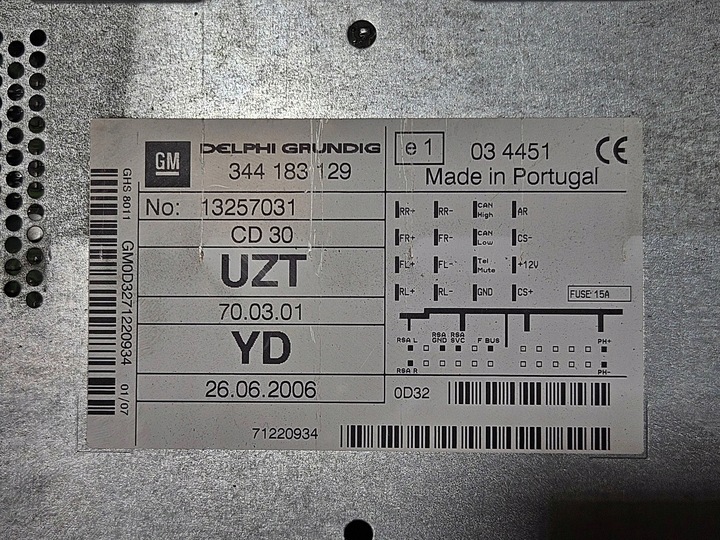 GM
DELPHI GRUNDIG
344 183 129
e 1
03 4451
CE
Made in Portugal
No: 13257031
CD 30
UZT
70.03.01
YD
26.06.2006
GHS 8011
GM0D3271220934
01/07
RR+ RR- CAN High AR
FR+ FR- CAN Low CS-
FL+ FL- Tel Mute +12V
RL+ RL- GND CS+
FUSE 15A
RSA L RSA GND RSA SVC F BUS PH+
RSA R PH-
0D32
71220934